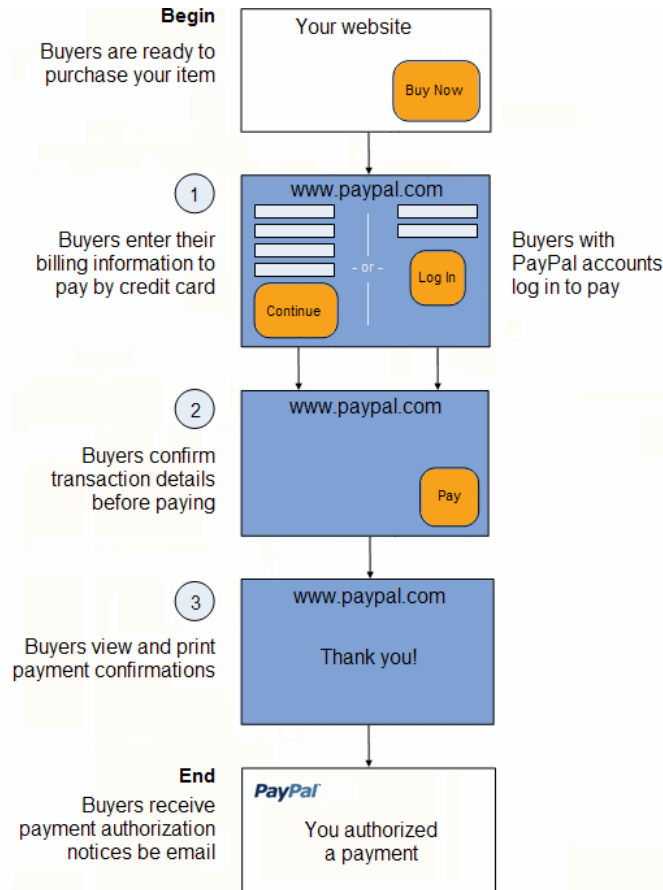 Begin
Buyers are ready to
purchase your item
Your website
Buy Now
1
Buyers enter their
billing information to
pay by credit card
www.paypal.com
- or -
Continue
Log In
Buyers with
PayPal accounts
log in to pay
2
Buyers confirm
transaction details
before paying
www.paypal.com
Pay
3
Buyers view and print
payment confirmations
www.paypal.com
Thank you!
End
Buyers receive
payment authorization
notices be email
PayPal
You authorized
a payment